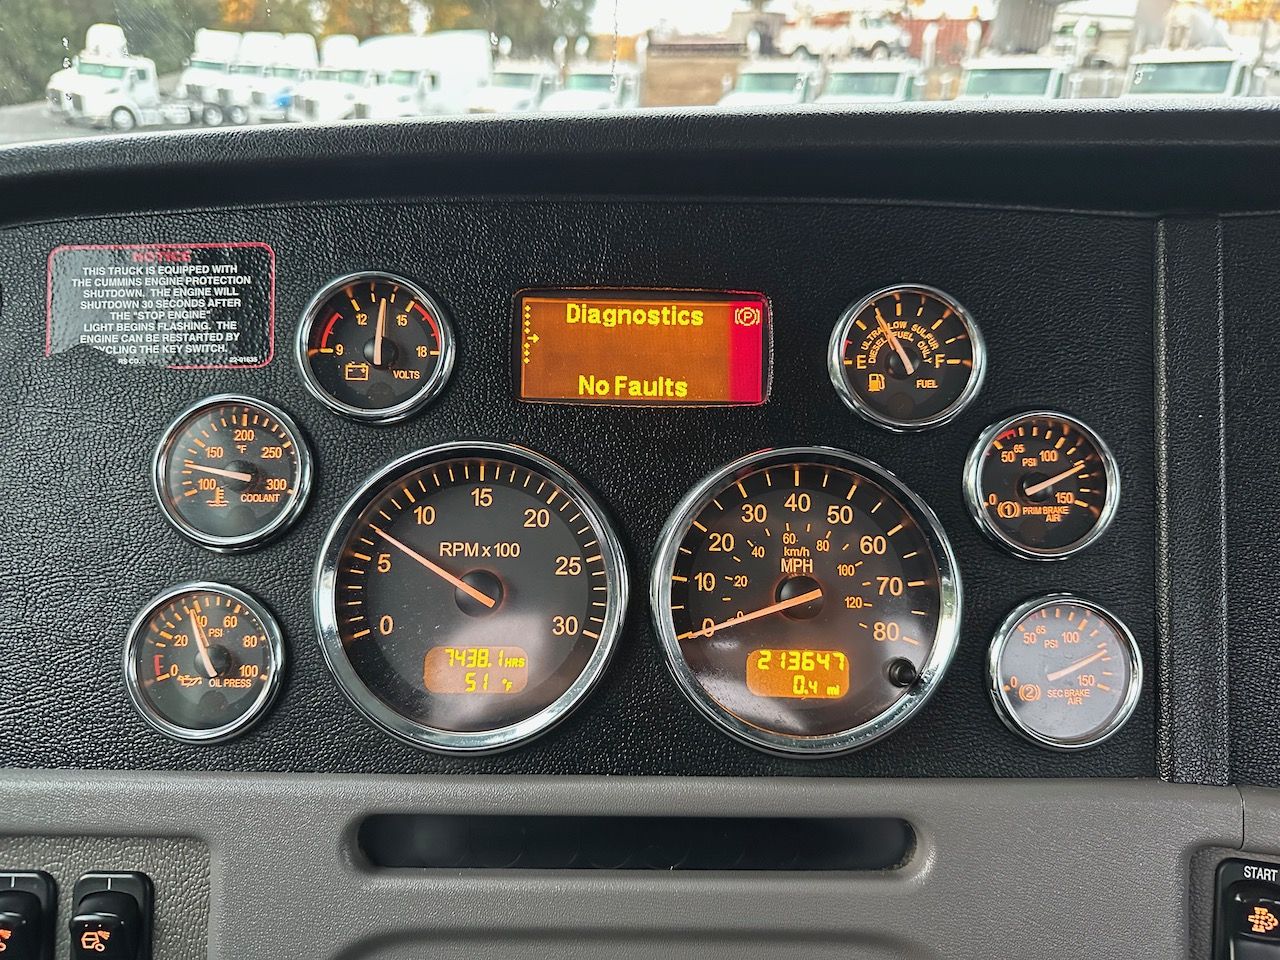 NOTICE
THIS TRUCK IS EQUIPPED WITH
THE CUMMINS ENGINE PROTECTION
SHUTDOWN. THE ENGINE WILL
SHUTDOWN 30 SECONDS AFTER
THE "STOP ENGINE"
LIGHT BEGINS FLASHING. THE
ENGINE CAN BE RESTARTED BY
CYCLING THE KEY SWITCH.
9 12 15 18
VOLTS
Diagnostics
(P)
No Faults
ULTRA LOW SULFUR
DIESEL FUEL ONLY
E F
FUEL
100 150 200 250 300
°F
COOLANT
0 5 10 15 20 25 30
RPM x 100
7438.1 HRS
51 °F
0 10 20 30 40 50 60 70 80
0 20 40 60 80 100 120
km/h
MPH
213647
0.4 mi
0 50 65 100 150
PSI
(1) PRIM BRAKE
AIR
0 20 40 60 80 100
PSI
OIL PRESS
0 50 65 100 150
PSI
(2) SEC BRAKE
AIR
START